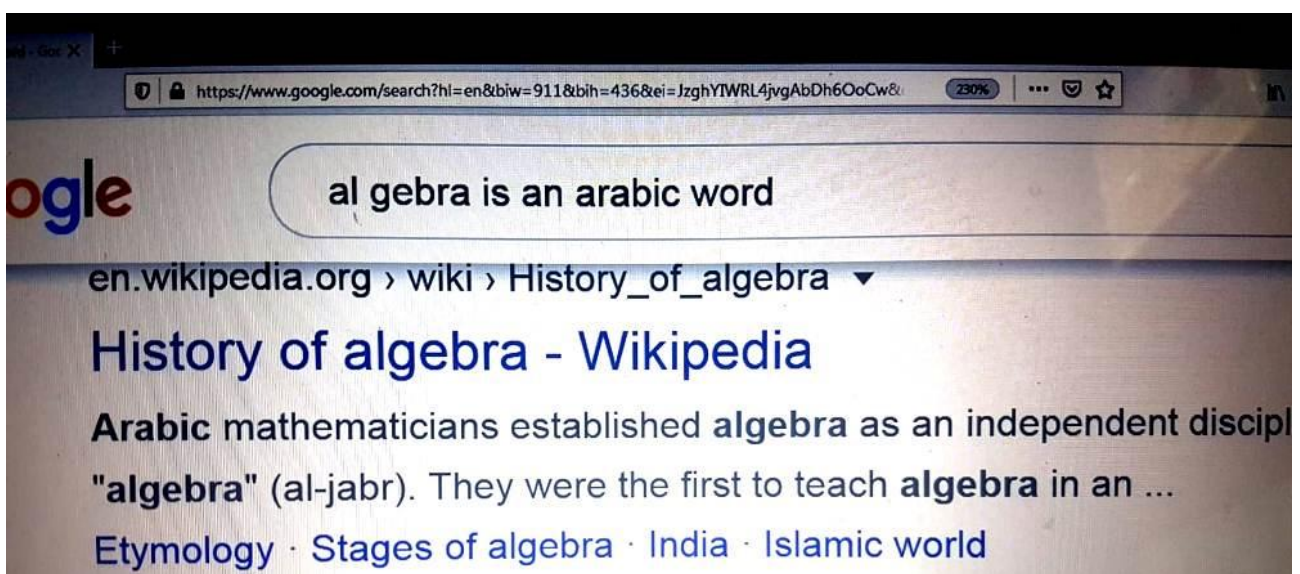 +
https://www.google.com/search?hl=en&biw=911&bih=436&ei=JzghYIWRL4jvgAbDh6OoCw& 230%
ogle al gebra is an arabic word
en.wikipedia.org › wiki › History_of_algebra
History of algebra - Wikipedia
Arabic mathematicians established algebra as an independent discipl
"algebra" (al-jabr). They were the first to teach algebra in an ...
Etymology · Stages of algebra · India · Islamic world